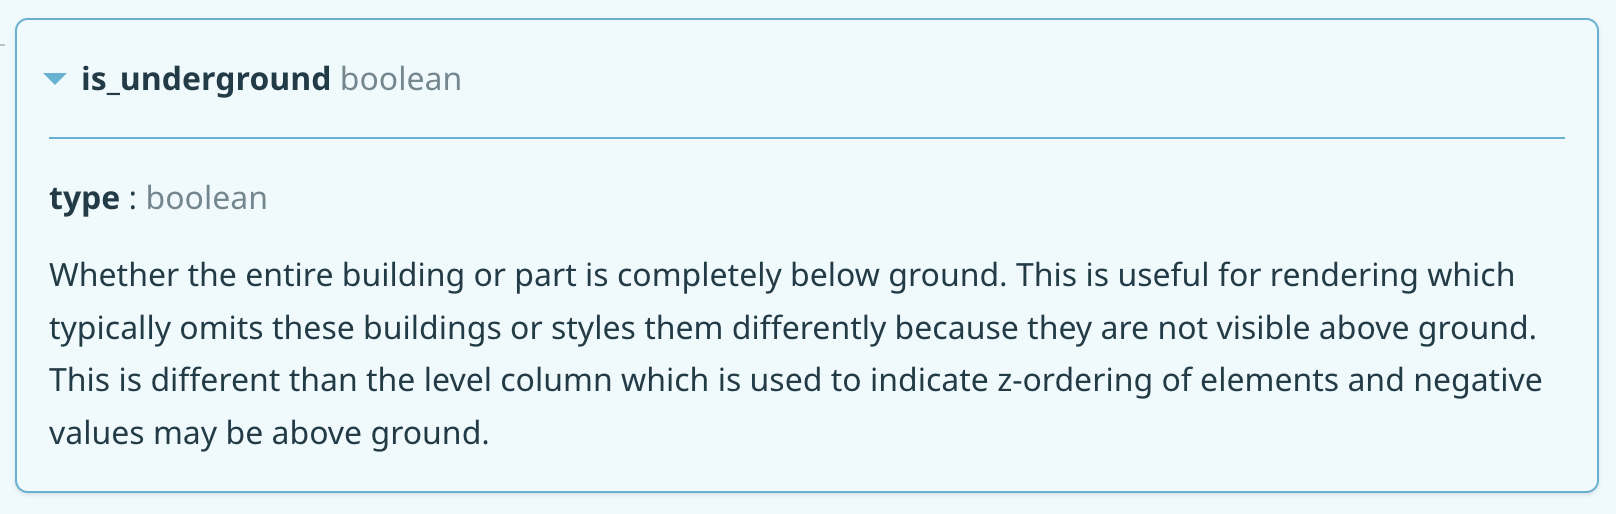 is_underground boolean
type : boolean
Whether the entire building or part is completely below ground. This is useful for rendering which
typically omits these buildings or styles them differently because they are not visible above ground.
This is different than the level column which is used to indicate z-ordering of elements and negative
values may be above ground.